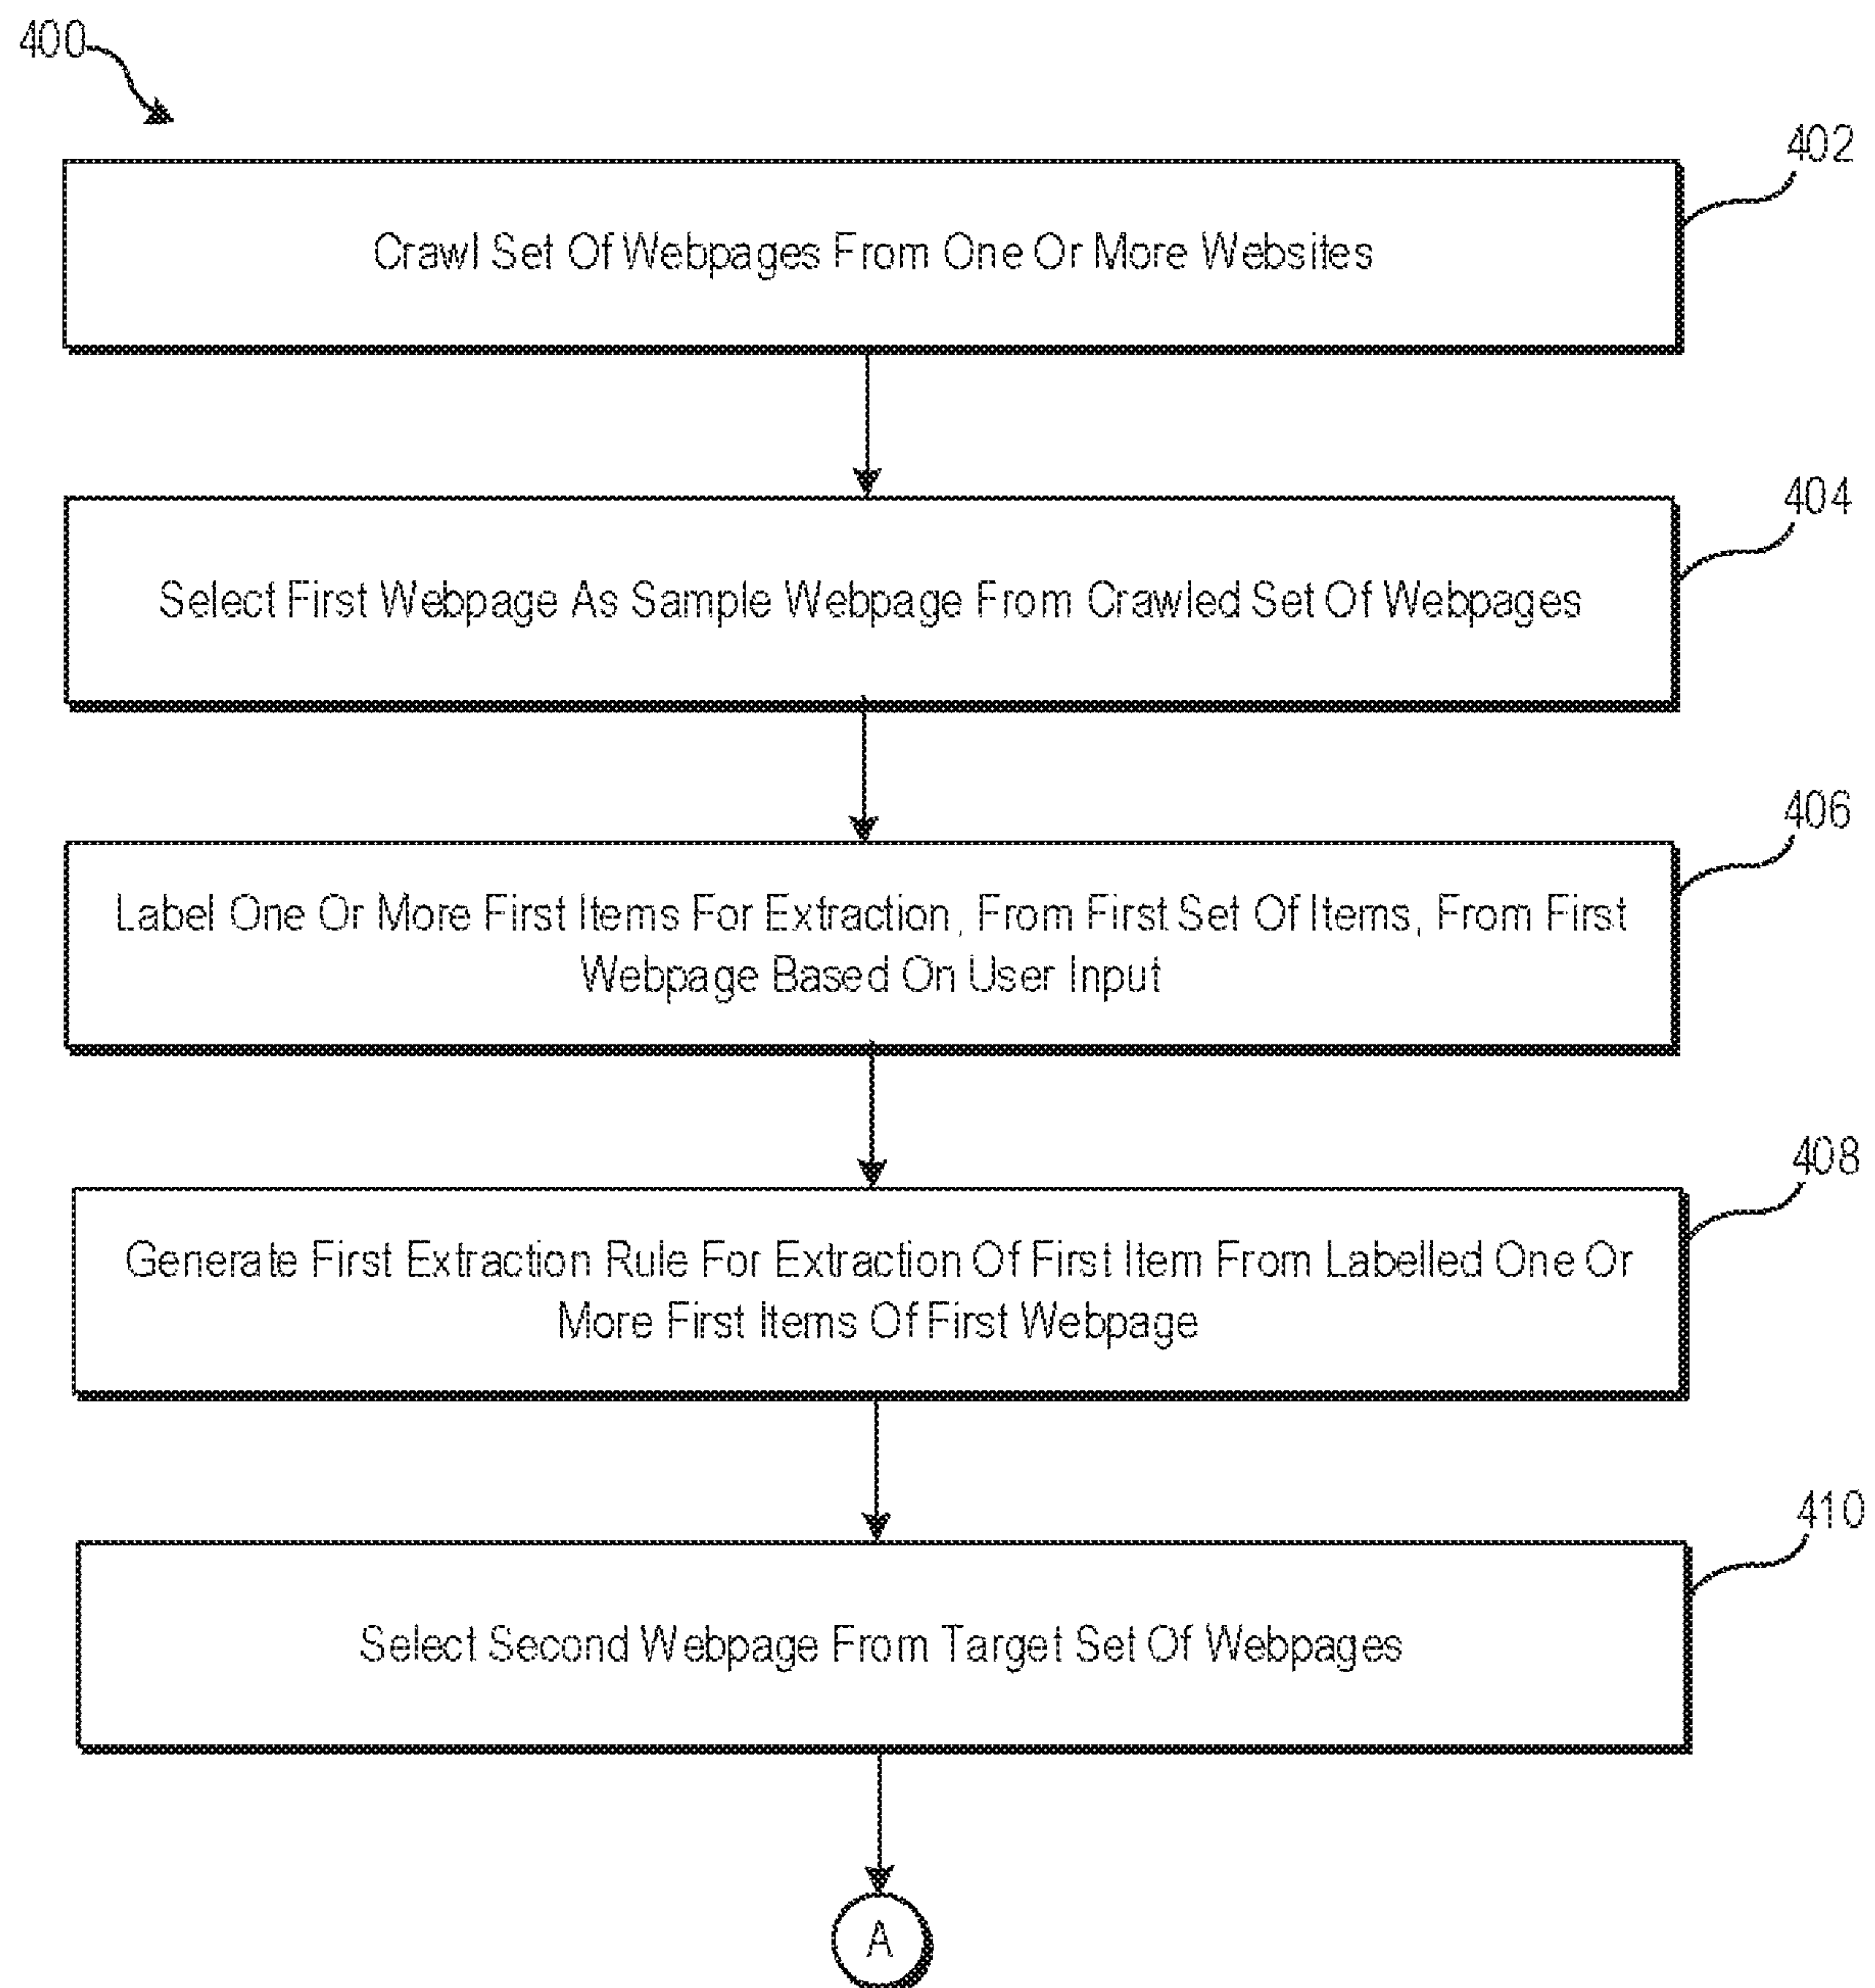 400
402
Crawl Set Of Webpages From One Or More Websites
404
Select First Webpage As Sample Webpage From Crawled Set Of Webpages
406
Label One Or More First Items For Extraction, From First Set Of Items, From First
Webpage Based On User Input
408
Generate First Extraction Rule For Extraction Of First Item From Labelled One Or
More First Items Of First Webpage
410
Select Second Webpage From Target Set Of Webpages
A